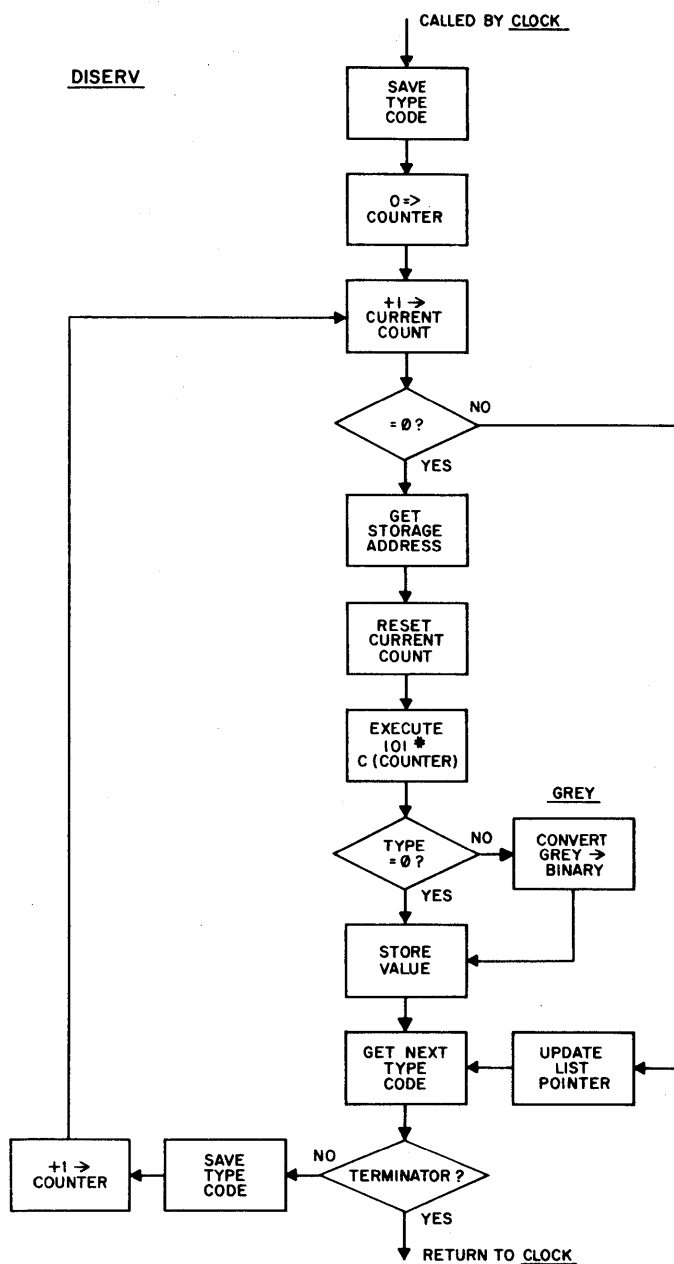 CALLED BY CLOCK
DISERV
SAVE
TYPE
CODE
0 =>
COUNTER
+1 →
CURRENT
COUNT
= Ø ?
NO
YES
GET
STORAGE
ADDRESS
RESET
CURRENT
COUNT
EXECUTE
101 *
C (COUNTER)
GREY
TYPE
= Ø ?
NO
CONVERT
GREY →
BINARY
YES
STORE
VALUE
GET NEXT
TYPE
CODE
UPDATE
LIST
POINTER
+1 →
COUNTER
SAVE
TYPE
CODE
NO
TERMINATOR ?
YES
RETURN TO CLOCK